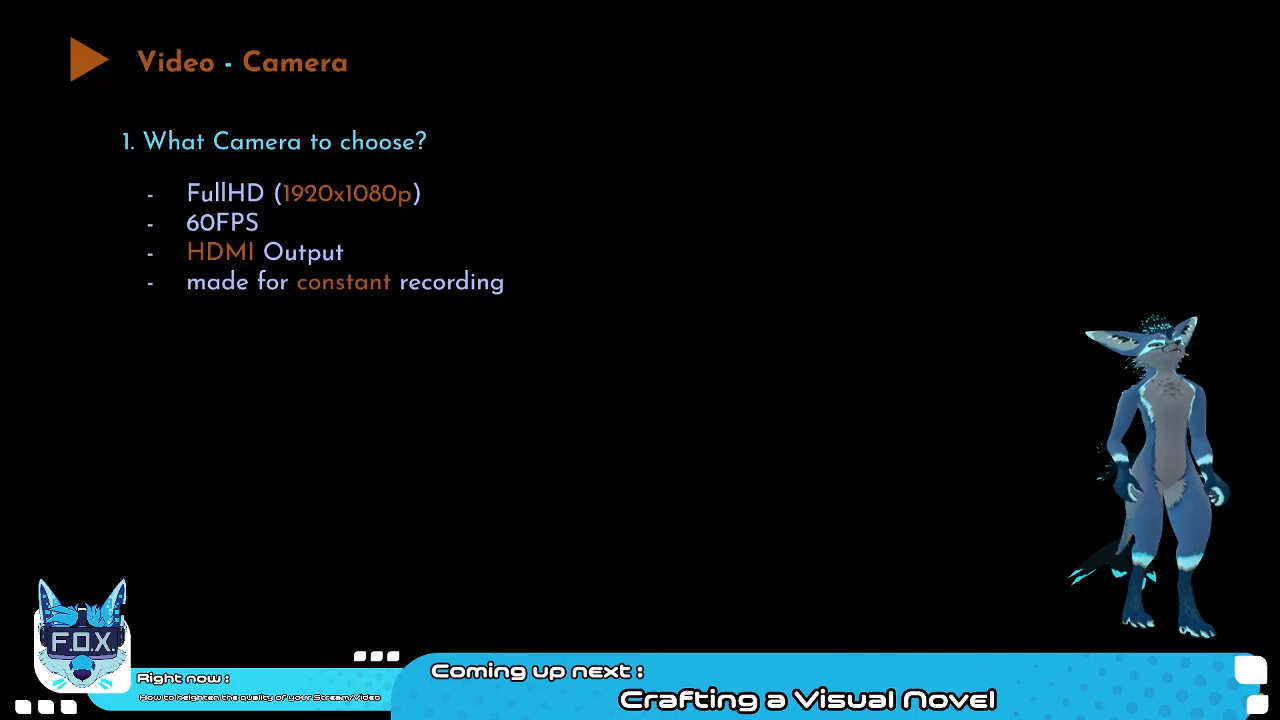 Video - Camera
1. What Camera to choose?
- FullHD (1920x1080p)
- 60FPS
- HDMI Output
- made for constant recording
F.O.X.
Right now :
How to heighten the quality of your Stream/Video
Coming up next :
Crafting a Visual Novel